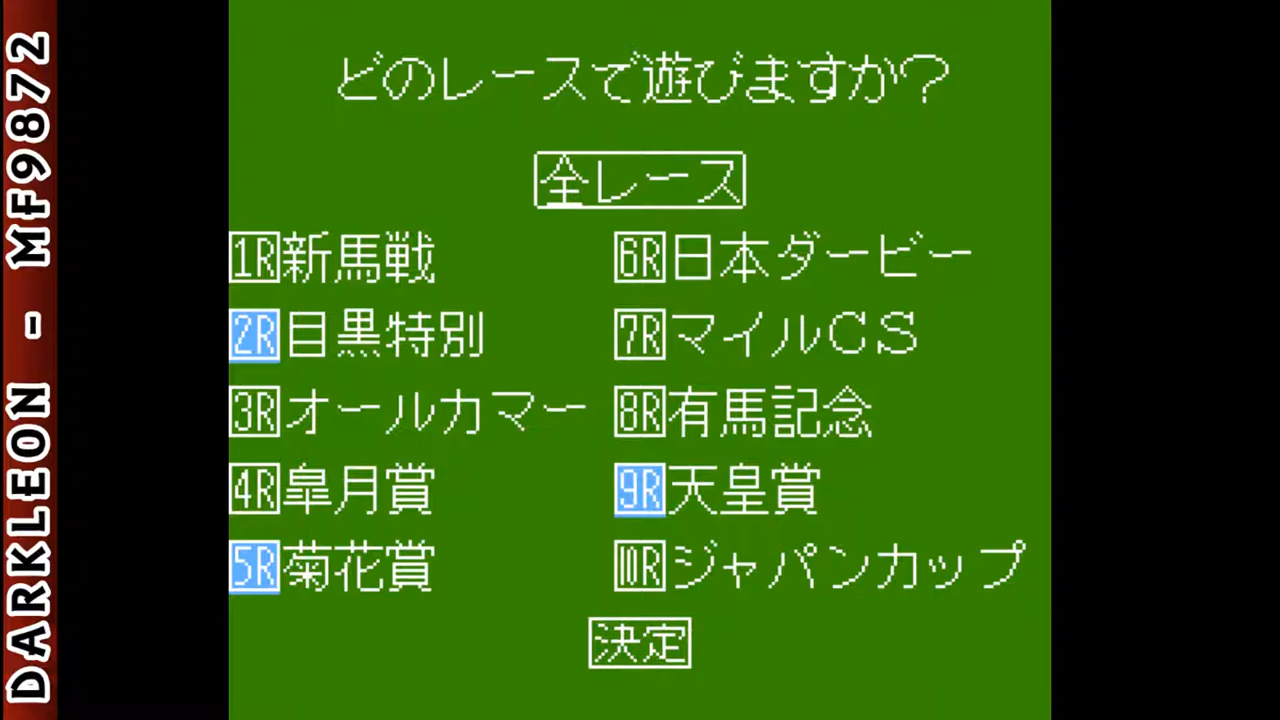 どのレースで遊びますか?
全レース
1R新馬戦
2R目黒特別
3Rオールカマー
4R皐月賞
5R菊花賞
6R日本ダービー
7RマイルCS
8R有馬記念
9R天皇賞
10Rジャパンカップ
決定
DARKLEON - MF9872